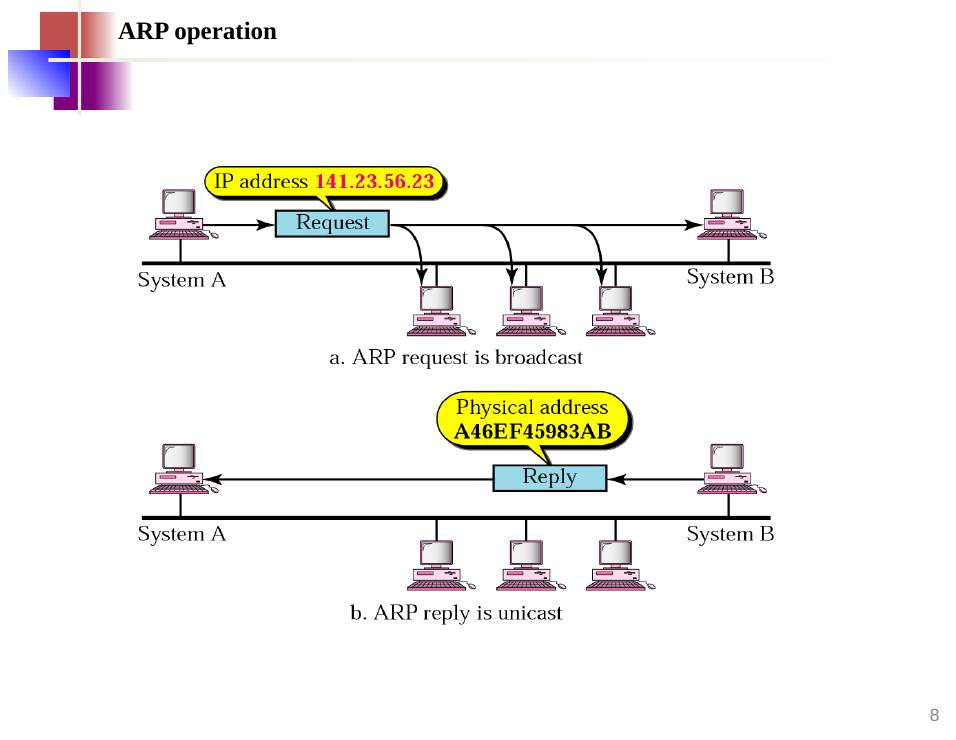 ARP operation
IP address 141.23.56.23
Request
System A
System B
a. ARP request is broadcast
Physical address
A46EF45983AB
Reply
System A
System B
b. ARP reply is unicast
8